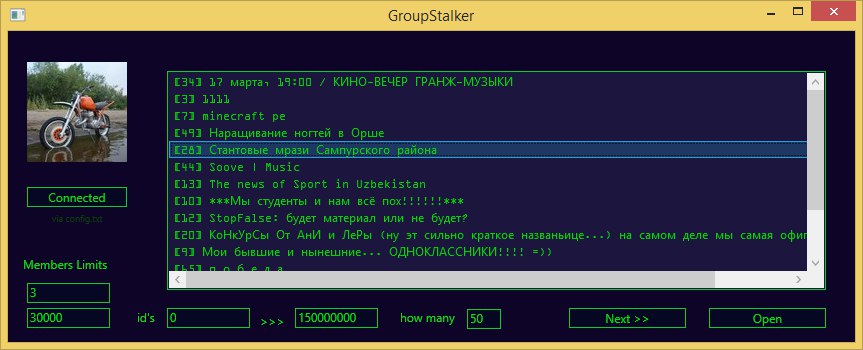 GroupStalker
[34] 17 марта, 19:00 / КИНО-ВЕЧЕР ГРАНЖ-МУЗЫКИ
[3] 1111
[7] minecraft pe
[49] Наращивание ногтей в Орше
[28] Стантовые мрази Сампурского района
[44] Soove | Music
[13] The news of Sport in Uzbekistan
[10] ***Мы студенты и нам всё пох!!!!!!***
[12] StopFalse: будет материал или не будет?
[20] КоНкУрСы От АнИ и ЛеРы (ну эт сильно краткое названьице...) на самом деле мы самая офиг
[9] Мои бывшие и нынешние... ОДНОКЛАССНИКИ!!!! =))
[65] п о б е д а
Connected
via config.txt
Members Limits
3
30000 id's 0 >>> 150000000 how many 50 Next >> Open